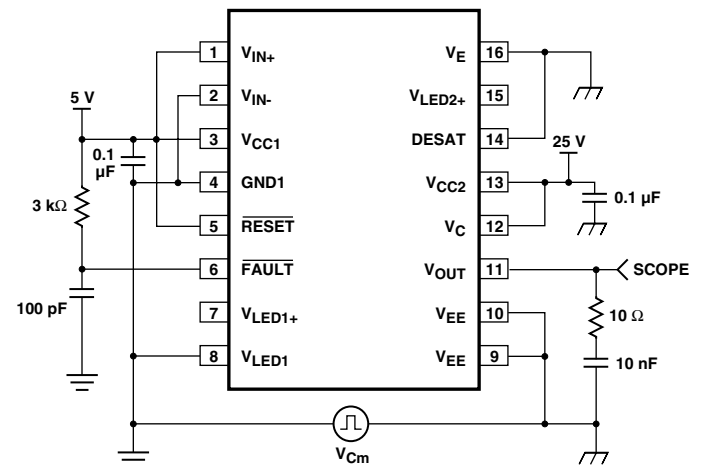 1 V_IN+
2 V_IN-
3 V_CC1
4 GND1
5 RESET
6 FAULT
7 V_LED1+
8 V_LED1
16 V_E
15 V_LED2+
14 DESAT
13 V_CC2
12 V_C
11 V_OUT
10 V_EE
9 V_EE
5 V
0.1
µF
3 kΩ
100 pF
25 V
0.1 µF
SCOPE
10 Ω
10 nF
V_Cm